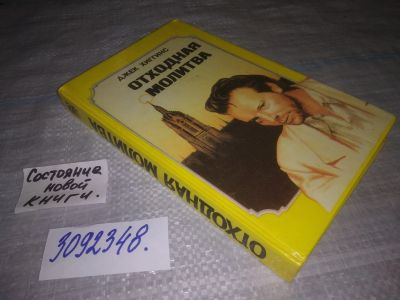 ДЖЕК ХИГГИНС
ОТХОДНАЯ
МОЛИТВА
ОТХОДНАЯ МОЛИТВА
Состояние
новой
книги.
3092348.